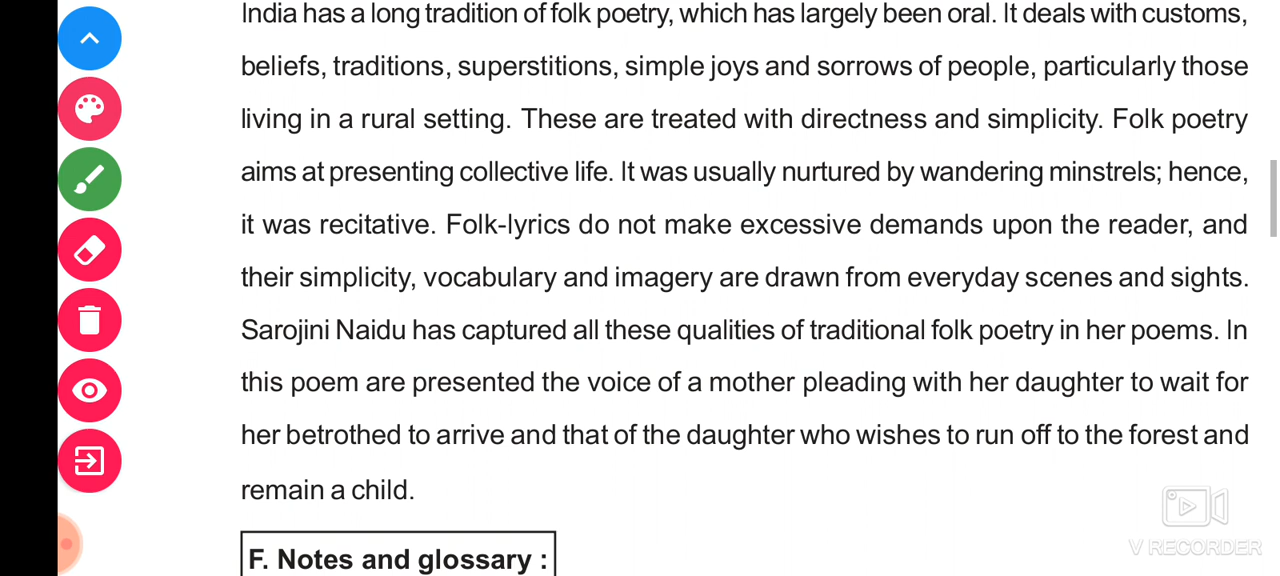 India has a long tradition of folk poetry, which has largely been oral. It deals with customs,
beliefs, traditions, superstitions, simple joys and sorrows of people, particularly those
living in a rural setting. These are treated with directness and simplicity. Folk poetry
aims at presenting collective life. It was usually nurtured by wandering minstrels; hence,
it was recitative. Folk-lyrics do not make excessive demands upon the reader, and
their simplicity, vocabulary and imagery are drawn from everyday scenes and sights.
Sarojini Naidu has captured all these qualities of traditional folk poetry in her poems. In
this poem are presented the voice of a mother pleading with her daughter to wait for
her betrothed to arrive and that of the daughter who wishes to run off to the forest and
remain a child.
F. Notes and glossary :
V RECORDER